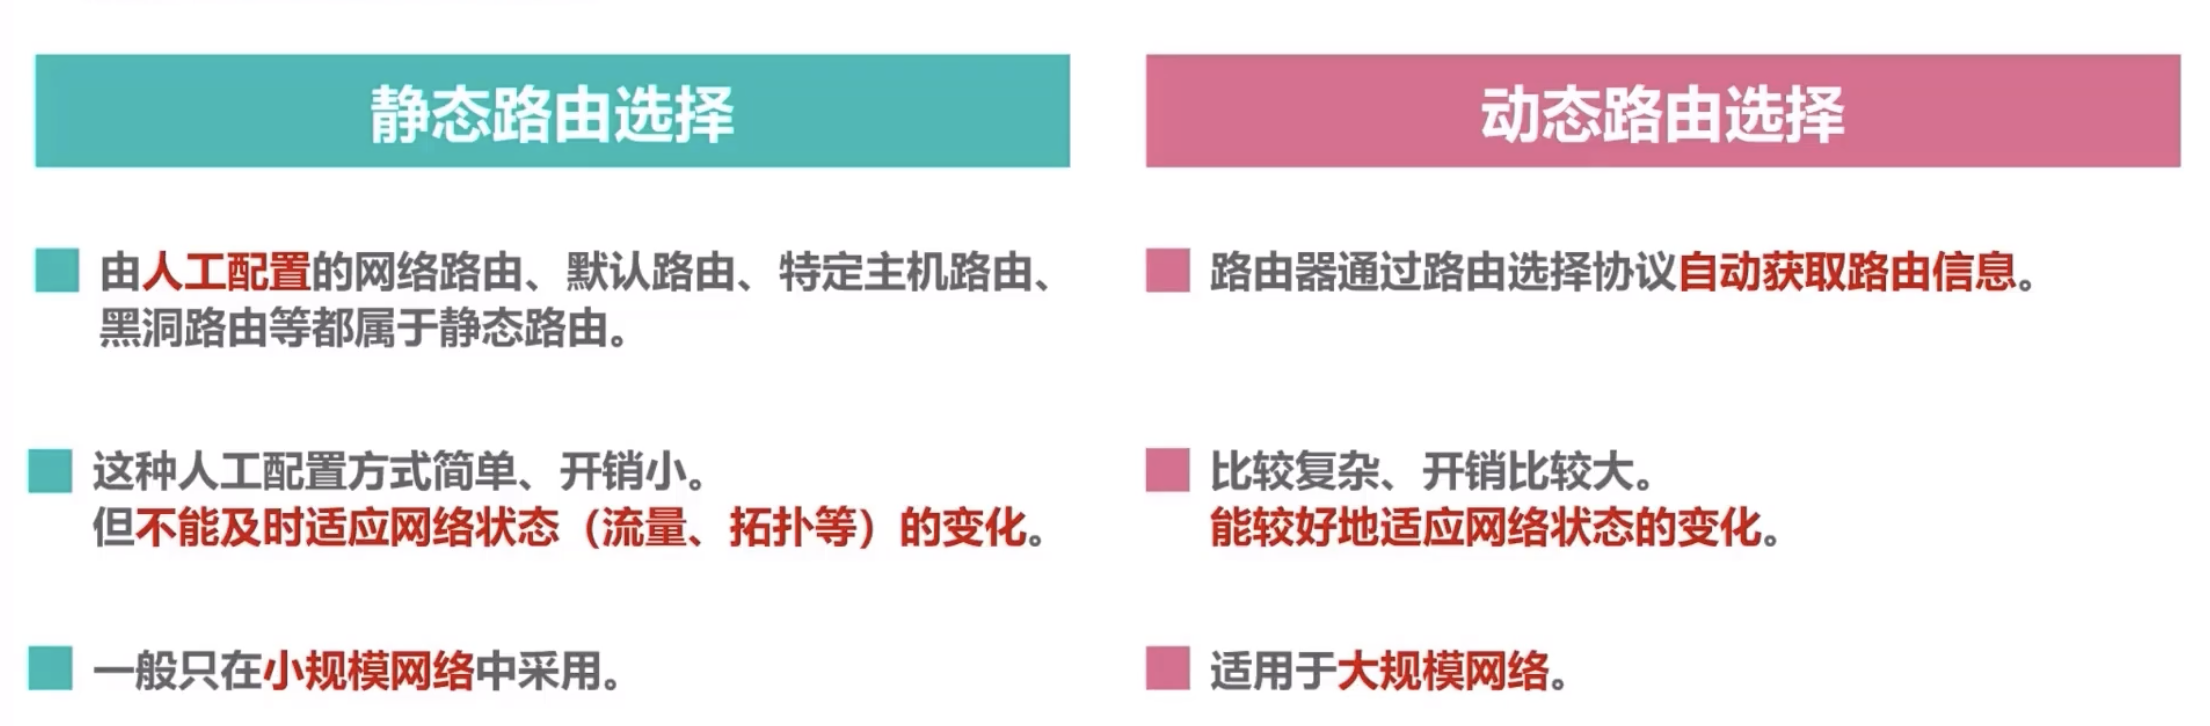 静态路由选择
由人工配置的网络路由、默认路由、特定主机路由、
黑洞路由等都属于静态路由。
这种人工配置方式简单、开销小。
但不能及时适应网络状态（流量、拓扑等）的变化。
一般只在小规模网络中采用。
动态路由选择
路由器通过路由选择协议自动获取路由信息。
比较复杂、开销比较大。
能较好地适应网络状态的变化。
适用于大规模网络。